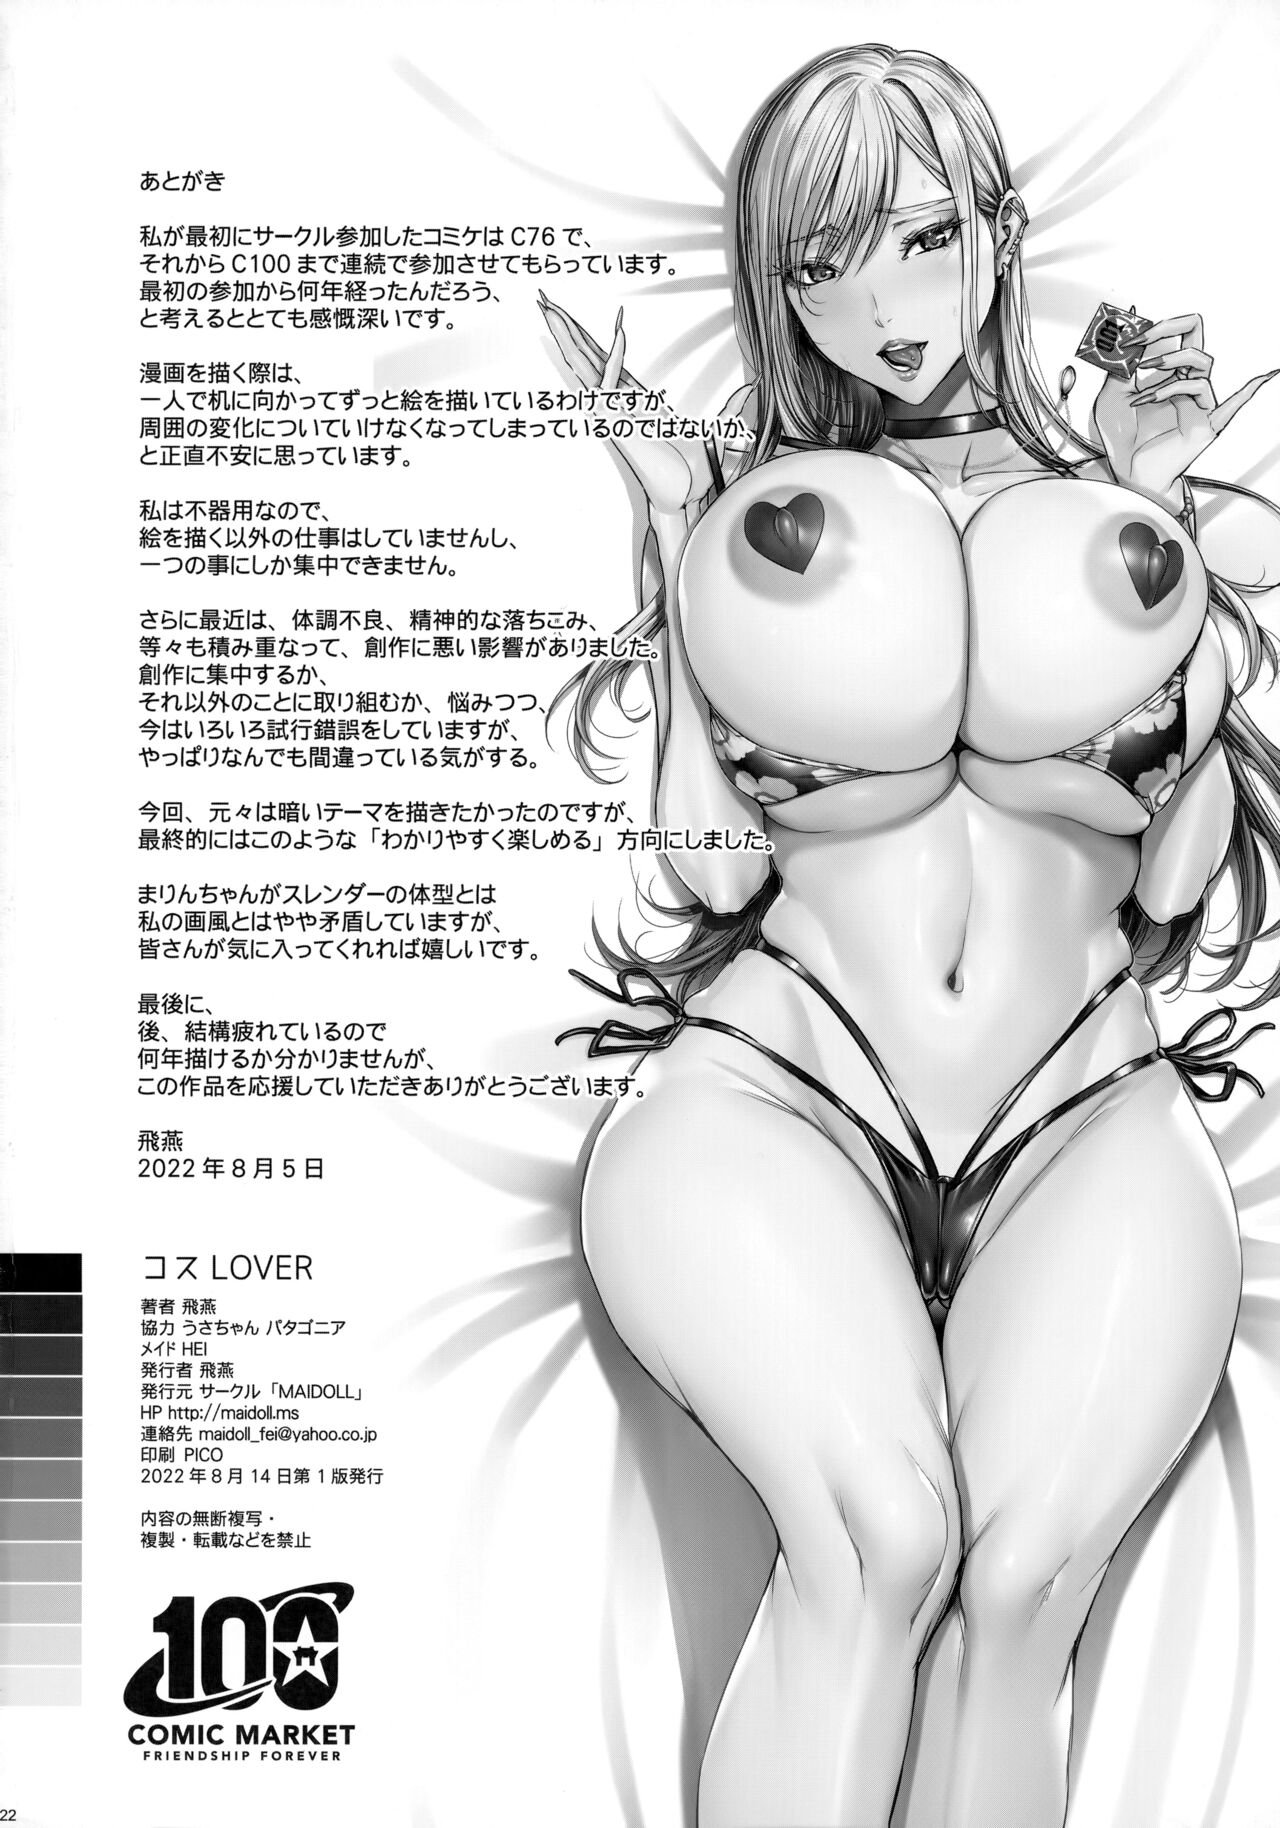 あとがき
私が最初にサークル参加したコミケは C76 で、
それから C100 まで連続で参加させてもらっています。
最初の参加から何年経ったんだろう、
と考えるととても感慨深いです。
漫画を描く際は、
一人で机に向かってずっと絵を描いているわけですが、
周囲の変化についていけなくなってしまっているのではないか、
と正直不安に思っています。
私は不器用なので、
絵を描く以外の仕事はしていませんし、
一つの事にしか集中できません。
さらに最近は、体調不良、精神的な落ちこみ、
等々も積み重なって、創作に悪い影響がありました。
創作に集中するか、
それ以外のことに取り組むか、悩みつつ、
今はいろいろ試行錯誤をしていますが、
やっぱりなんでも間違っている気がする。
今回、元々は暗いテーマを描きたかったのですが、
最終的にはこのような「わかりやすく楽しめる」方向にしました。
まりんちゃんがスレンダーの体型とは
私の画風とはやや矛盾していますが、
皆さんが気に入ってくれれば嬉しいです。
最後に、
後、結構疲れているので
何年描けるか分かりませんが、
この作品を応援していただきありがとうございます。
飛燕
2022 年 8 月 5 日
コス LOVER
著者 飛燕
協力 うさちゃん パタゴニア
メイド HEI
発行者 飛燕
発行元 サークル「MAIDOLL」
HP http://maidoll.ms
連絡先 maidoll_fei@yahoo.co.jp
印刷 PICO
2022 年 8 月 14 日第 1 版発行
内容の無断複写・
複製・転載などを禁止
100
COMIC MARKET
FRIENDSHIP FOREVER
22